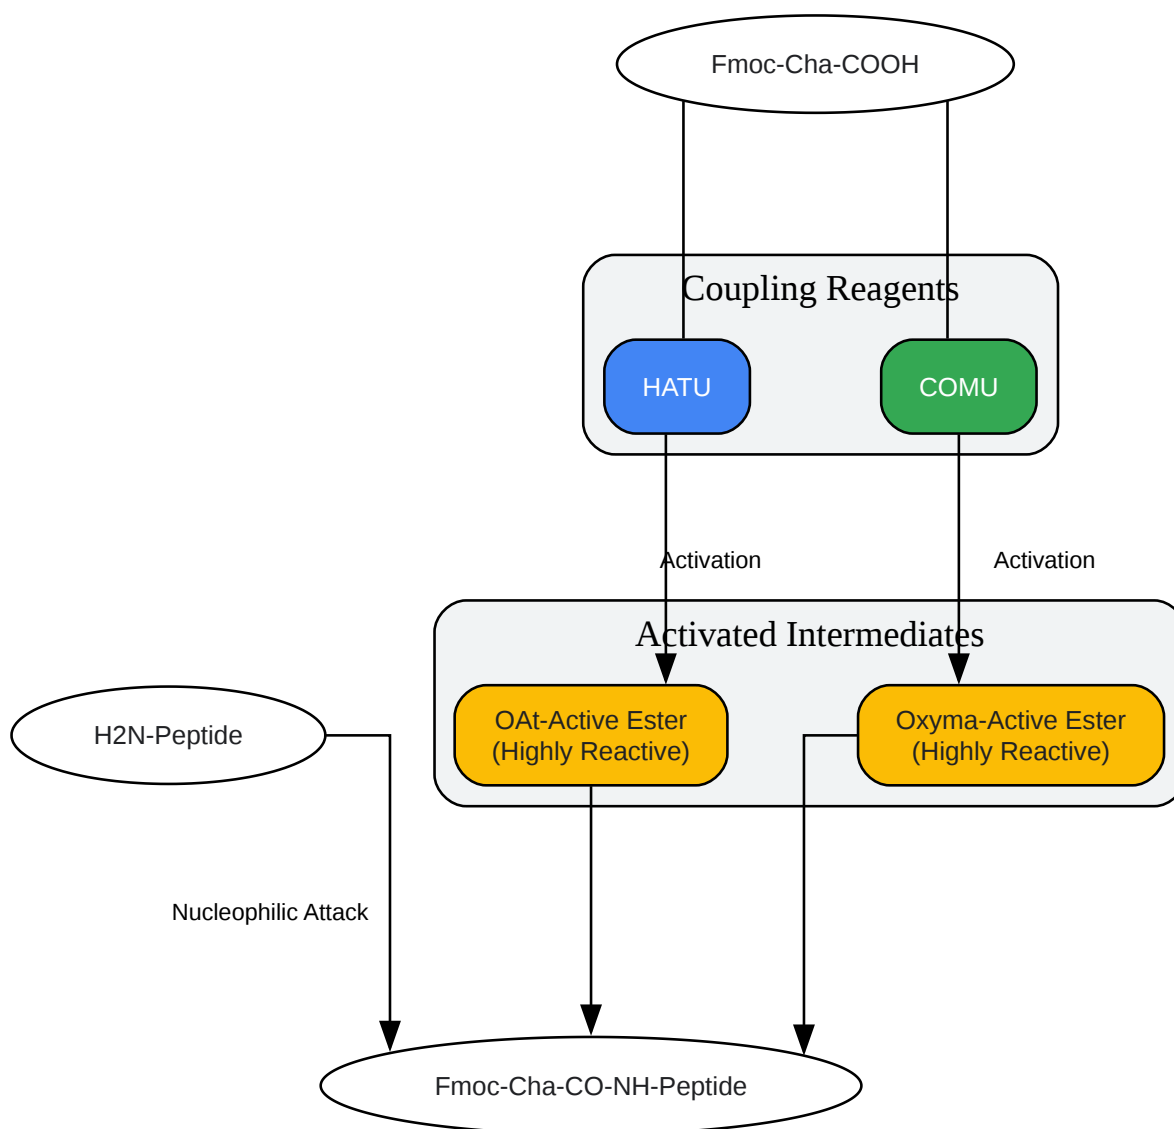 Fmoc-Cha-COOH
Coupling Reagents
HATU
COMU
Activation
Activation
Activated Intermediates
OAt-Active Ester
(Highly Reactive)
Oxyma-Active Ester
(Highly Reactive)
H2N-Peptide
Nucleophilic Attack
Fmoc-Cha-CO-NH-Peptide